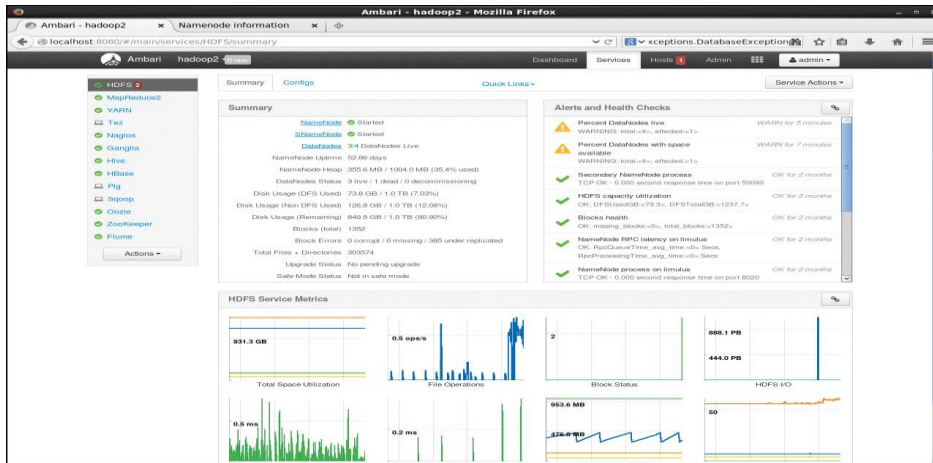 Ambari - hadoop2 - Mozilla Firefox
Ambari - hadoop2
Namenode information
localhost:8080/#/main/services/HDFS/summary
xceptions.DatabaseException
Ambari hadoop2
Dashboard Services Hosts 1 Admin admin
HDFS 2
MapReduce2
YARN
Tez
Nagios
Ganglia
Hive
HBase
Pig
Sqoop
Oozie
ZooKeeper
Flume
Actions
Summary Configs Quick Links Service Actions
Summary
NameNode Started
SNameNode Started
DataNodes 3/4 DataNodes Live
NameNode Uptime 52.86 days
NameNode Heap 355.6 MB / 1004.0 MB (35.4% used)
DataNodes Status 3 live / 1 dead / 0 decommissioning
Disk Usage (DFS Used) 73.8 GB / 1.0 TB (7.03%)
Disk Usage (Non DFS Used) 126.8 GB / 1.0 TB (12.08%)
Disk Usage (Remaining) 849.5 GB / 1.0 TB (80.90%)
Blocks (total) 1352
Block Errors 0 corrupt / 0 missing / 385 under replicated
Total Files + Directories 303574
Upgrade Status No pending upgrade
Safe Mode Status Not in safe mode
Alerts and Health Checks
Percent DataNodes live WARN for 5 minutes
WARNING: total:<4>, affected:<1>
Percent DataNodes with space available WARN for 7 minutes
WARNING: total:<4>, affected:<1>
Secondary NameNode process OK for 2 months
TCP OK - 0.000 second response time on port 50090
HDFS capacity utilization OK for 2 months
OK: DFSUsedGB:<79.3>, DFSTotalGB:<1237.7>
Blocks health OK for 2 months
OK: missing_blocks:<0>, total_blocks:<1352>
NameNode RPC latency on limulus OK for 2 months
OK: RpcQueueTime_avg_time:<0> Secs,
RpcProcessingTime_avg_time:<0> Secs
NameNode process on limulus OK for 2 months
TCP OK - 0.000 second response time on port 8020
HDFS Service Metrics
931.3 GB
Total Space Utilization
0.5 ops/s
File Operations
2
Block Status
888.1 PB
444.0 PB
HDFS I/O
0.5 ms
0.2 ms
953.6 MB
476.8 MB
50